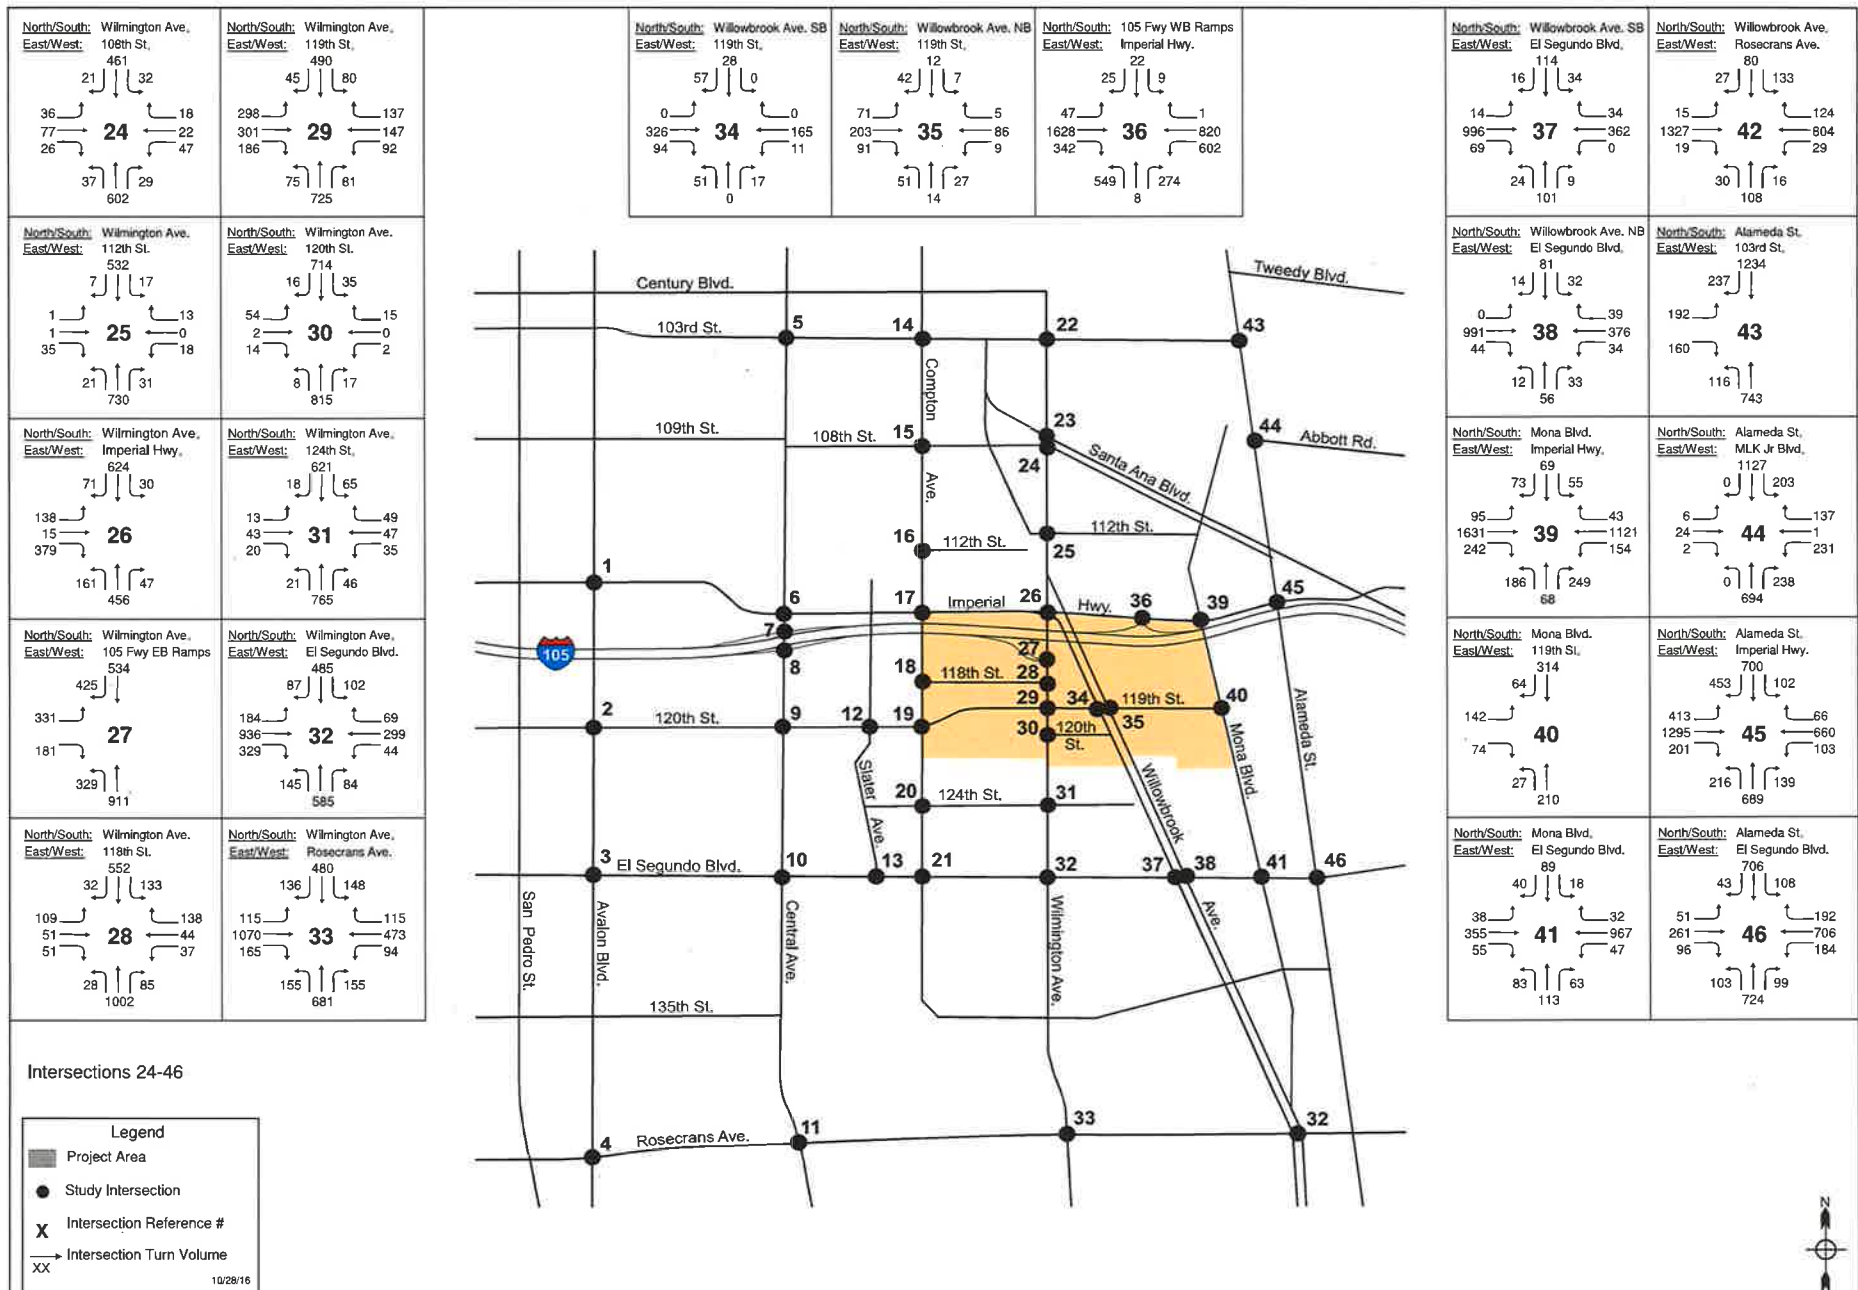 North/South: Wilmington Ave.
East/West: 108th St.
461
21 32
36 18
77 24 22
26 47
37 29
602
North/South: Wilmington Ave.
East/West: 119th St.
490
45 80
298 137
301 29 147
186 92
75 81
725
North/South: Wilmington Ave.
East/West: 112th St.
532
7 17
1 13
1 25 0
35 18
21 31
730
North/South: Wilmington Ave.
East/West: 120th St.
714
16 35
54 15
2 30 0
14 2
8 17
815
North/South: Wilmington Ave.
East/West: Imperial Hwy.
624
71 30
138
15 26
379
161 47
456
North/South: Wilmington Ave.
East/West: 124th St.
621
18 65
13 49
43 31 47
20 35
21 46
765
North/South: Wilmington Ave.
East/West: 105 Fwy EB Ramps
534
425
331
27
181
329
911
North/South: Wilmington Ave.
East/West: El Segundo Blvd.
485
87 102
184 69
936 32 299
329 44
145 84
585
North/South: Wilmington Ave.
East/West: 118th St.
552
32 133
109 138
51 28 44
51 37
28 85
1002
North/South: Wilmington Ave.
East/West: Rosecrans Ave.
480
136 148
115 115
1070 33 473
165 94
155 155
681
North/South: Willowbrook Ave. SB
East/West: 119th St.
28
57 0
0 0
326 34 165
94 11
51 17
0
North/South: Willowbrook Ave. NB
East/West: 119th St.
12
42 7
71 5
203 35 86
91 9
51 27
14
North/South: 105 Fwy WB Ramps
East/West: Imperial Hwy.
22
25 9
47 1
1628 36 820
342 602
549 274
8
North/South: Willowbrook Ave. SB
East/West: El Segundo Blvd.
114
16 34
14 34
996 37 362
69 0
24 9
101
North/South: Willowbrook Ave.
East/West: Rosecrans Ave.
80
27 133
15 124
1327 42 804
19 29
30 16
108
North/South: Willowbrook Ave. NB
East/West: El Segundo Blvd.
81
14 32
0 39
991 38 376
44 34
12 33
56
North/South: Alameda St.
East/West: 103rd St.
1234
237
192
43
160
116
743
North/South: Mona Blvd.
East/West: Imperial Hwy.
69
73 55
95 43
1631 39 1121
242 154
186 249
68
North/South: Alameda St.
East/West: MLK Jr Blvd.
1127
0 203
6 137
24 44 1
2 231
0 238
694
North/South: Mona Blvd.
East/West: 119th St.
314
64
142
40
74
27
210
North/South: Alameda St.
East/West: Imperial Hwy.
700
453 102
413 66
1295 45 660
201 103
216 139
689
North/South: Mona Blvd.
East/West: El Segundo Blvd.
89
40 18
38 32
355 41 967
55 47
83 63
113
North/South: Alameda St.
East/West: El Segundo Blvd.
706
43 108
51 192
261 46 706
96 184
103 99
724
Tweedy Blvd.
Century Blvd.
103rd St.
5 14 22 43
Compton
Ave.
109th St.
108th St.
15
23
24
44
Abbott Rd.
Santa Ana Blvd.
112th St.
16
112th St.
25
1
6
17
Imperial
26
Hwy.
36
39
45
7
105
8
27
18
118th St.
28
29
34
119th St.
40
2
120th St.
9
12
19
30
120th
St.
35
Mona Blvd.
Alameda St.
Slater
Ave.
Willowbrook
Ave.
20
124th St.
31
3
El Segundo Blvd.
10
13
21
32
37
38
41
46
San Pedro St.
Avalon Blvd.
Central Ave.
Wilmington Ave.
135th St.
4
Rosecrans Ave.
11
33
32
Intersections 24-46
Legend
Project Area
Study Intersection
X Intersection Reference #
Intersection Turn Volume
XX
10/28/16
N